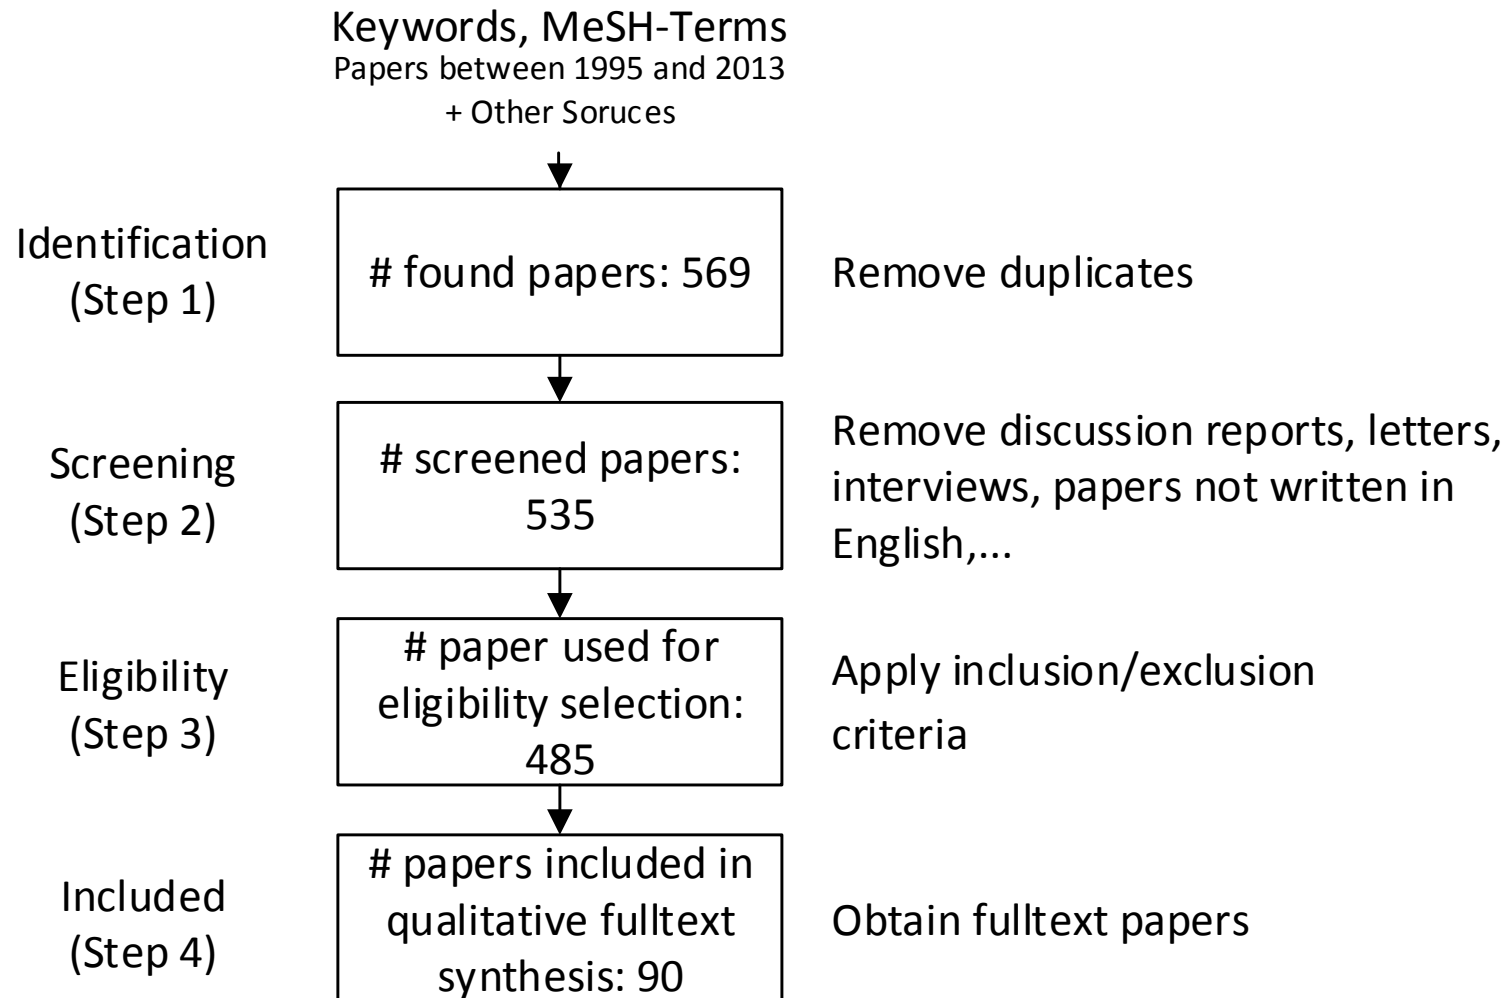 Keywords, MeSH-Terms
Papers between 1995 and 2013
+ Other Soruces
Identification
(Step 1)
# found papers: 569
Remove duplicates
Screening
(Step 2)
# screened papers:
535
Remove discussion reports, letters,
interviews, papers not written in
English,...
Eligibility
(Step 3)
# paper used for
eligibility selection:
485
Apply inclusion/exclusion
criteria
Included
(Step 4)
# papers included in
qualitative fulltext
synthesis: 90
Obtain fulltext papers